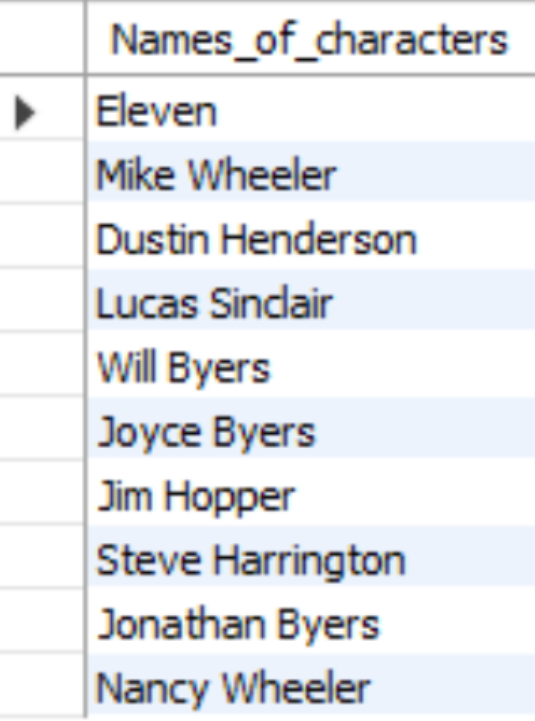 Names_of_characters
Eleven
Mike Wheeler
Dustin Henderson
Lucas Sinclair
Will Byers
Joyce Byers
Jim Hopper
Steve Harrington
Jonathan Byers
Nancy Wheeler